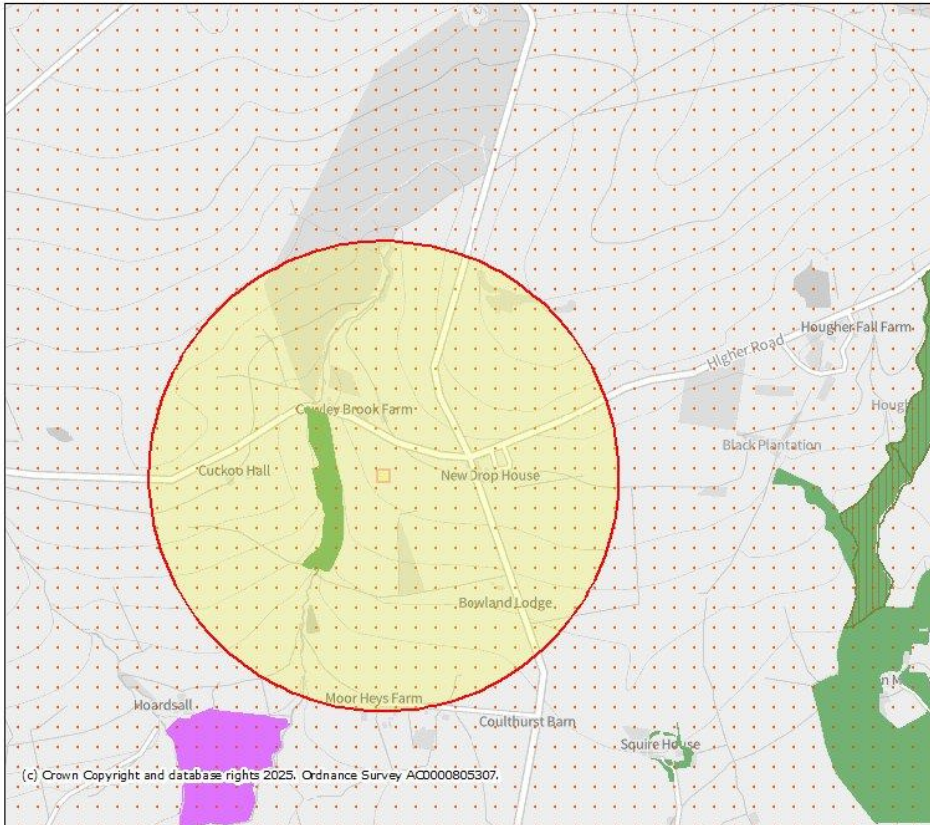 Hougher Fall Farm
Higher Road
Hough
Cowley Brook Farm
Black Plantation
Cuckoo Hall
New Drop House
Bowland Lodge
Moor Heys Farm
Hoardsall
Coulthurst Barn
Squire House
(c) Crown Copyright and database rights 2025. Ordnance Survey AC0000805307.